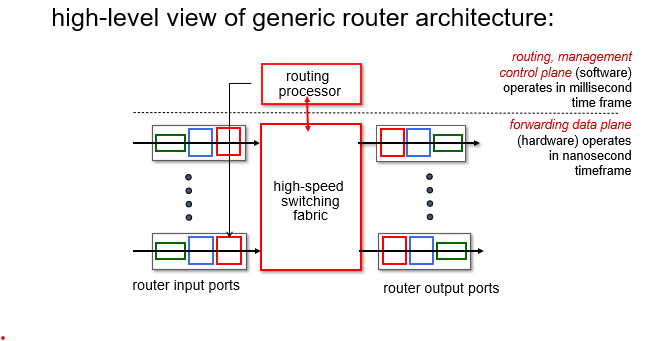 high-level view of generic router architecture:
routing, management
control plane (software)
operates in millisecond
time frame
routing
processor
forwarding data plane
(hardware) operates
in nanosecond
timeframe
high-speed
switching
fabric
router input ports
router output ports